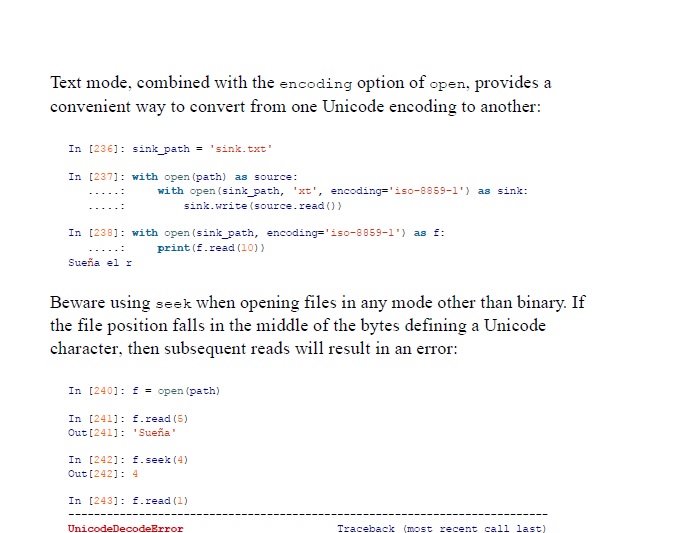 Text mode, combined with the encoding option of open, provides a
convenient way to convert from one Unicode encoding to another:
In [236]: sink_path = 'sink.txt'
In [237]: with open(path) as source:
.....:     with open(sink_path, 'xt', encoding='iso-8859-1') as sink:
.....:         sink.write(source.read())
In [238]: with open(sink_path, encoding='iso-8859-1') as f:
.....:     print(f.read(10))
Sueña el r
Beware using seek when opening files in any mode other than binary. If
the file position falls in the middle of the bytes defining a Unicode
character, then subsequent reads will result in an error:
In [240]: f = open(path)
In [241]: f.read(5)
Out[241]: 'Sueña'
In [242]: f.seek(4)
Out[242]: 4
In [243]: f.read(1)
---------------------------------------------------------------------------
UnicodeDecodeError                        Traceback (most recent call last)